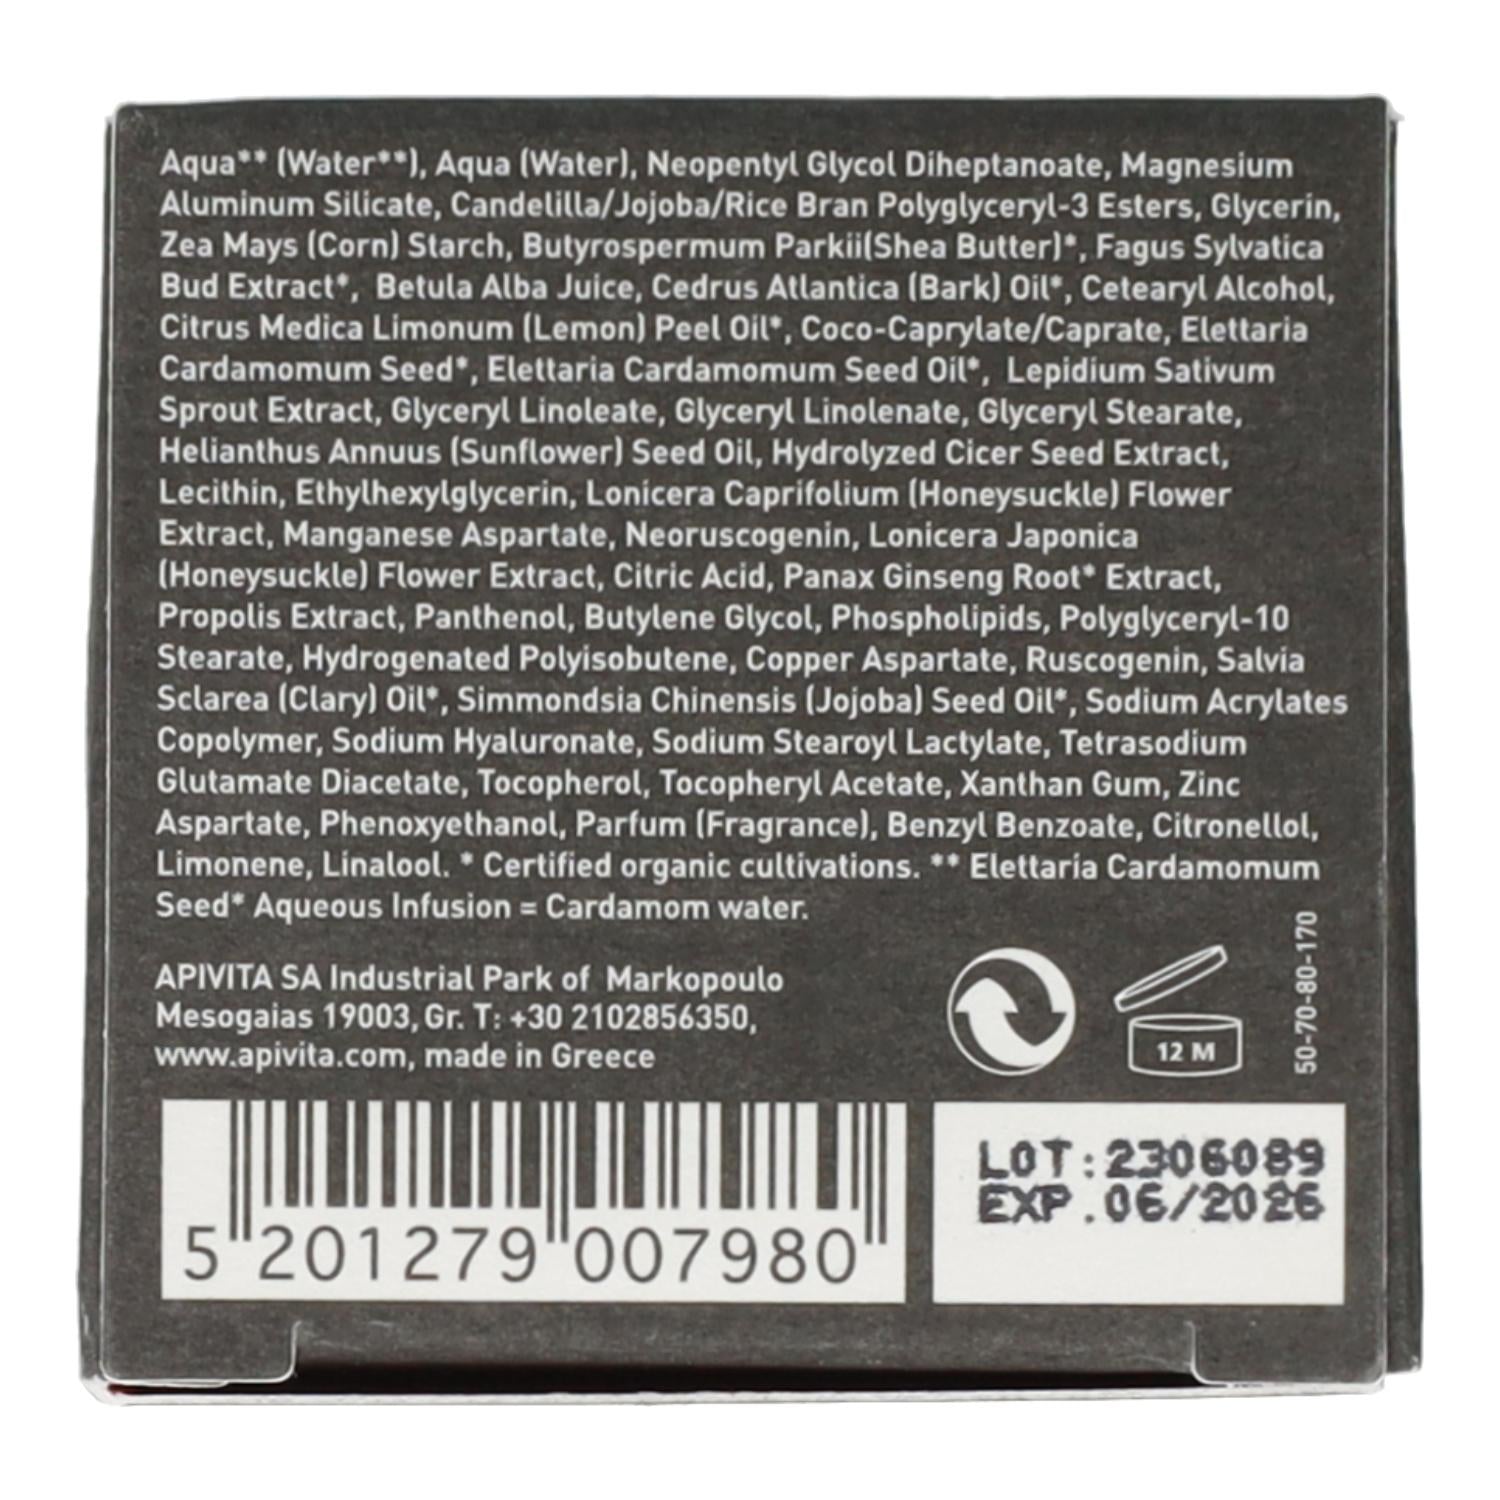 Aqua** (Water**), Aqua (Water), Neopentyl Glycol Diheptanoate, Magnesium
Aluminum Silicate, Candelilla/Jojoba/Rice Bran Polyglyceryl-3 Esters, Glycerin,
Zea Mays (Corn) Starch, Butyrospermum Parkii(Shea Butter)*, Fagus Sylvatica
Bud Extract*, Betula Alba Juice, Cedrus Atlantica (Bark) Oil*, Cetearyl Alcohol,
Citrus Medica Limonum (Lemon) Peel Oil*, Coco-Caprylate/Caprate, Elettaria
Cardamomum Seed*, Elettaria Cardamomum Seed Oil*, Lepidium Sativum
Sprout Extract, Glyceryl Linoleate, Glyceryl Linolenate, Glyceryl Stearate,
Helianthus Annuus (Sunflower) Seed Oil, Hydrolyzed Cicer Seed Extract,
Lecithin, Ethylhexylglycerin, Lonicera Caprifolium (Honeysuckle) Flower
Extract, Manganese Aspartate, Neoruscogenin, Lonicera Japonica
(Honeysuckle) Flower Extract, Citric Acid, Panax Ginseng Root* Extract,
Propolis Extract, Panthenol, Butylene Glycol, Phospholipids, Polyglyceryl-10
Stearate, Hydrogenated Polyisobutene, Copper Aspartate, Ruscogenin, Salvia
Sclarea (Clary) Oil*, Simmondsia Chinensis (Jojoba) Seed Oil*, Sodium Acrylates
Copolymer, Sodium Hyaluronate, Sodium Stearoyl Lactylate, Tetrasodium
Glutamate Diacetate, Tocopherol, Tocopheryl Acetate, Xanthan Gum, Zinc
Aspartate, Phenoxyethanol, Parfum (Fragrance), Benzyl Benzoate, Citronellol,
Limonene, Linalool. * Certified organic cultivations. ** Elettaria Cardamomum
Seed* Aqueous Infusion = Cardamom water.
APIVITA SA Industrial Park of Markopoulo
Mesogaias 19003, Gr. T: +30 2102856350,
www.apivita.com, made in Greece
12 M
50-70-80-170
5 201279 007980
LOT:2306089
EXP.06/2026